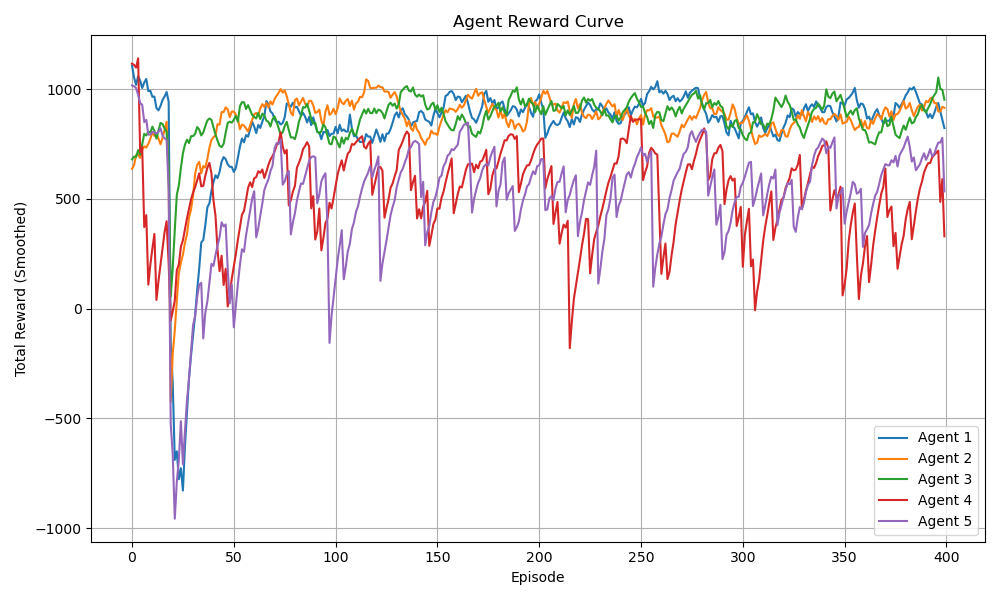 Agent Reward Curve
Total Reward (Smoothed)
1000
500
0
−500
−1000
0 50 100 150 200 250 300 350 400
Episode
Agent 1
Agent 2
Agent 3
Agent 4
Agent 5